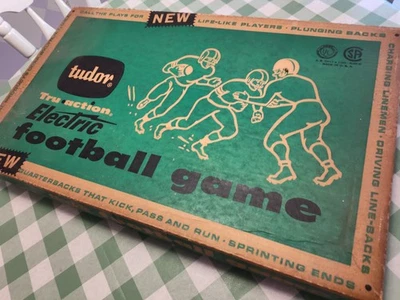 CALL THE PLAYS FOR NEW LIFE-LIKE PLAYERS · PLUNGING BACKS
CHARGING LINEMEN · DRIVING LINE-BACKS
tudor®
Tru-action,
Electric
football game
NEW QUARTERBACKS THAT KICK, PASS AND RUN · SPRINTING ENDS